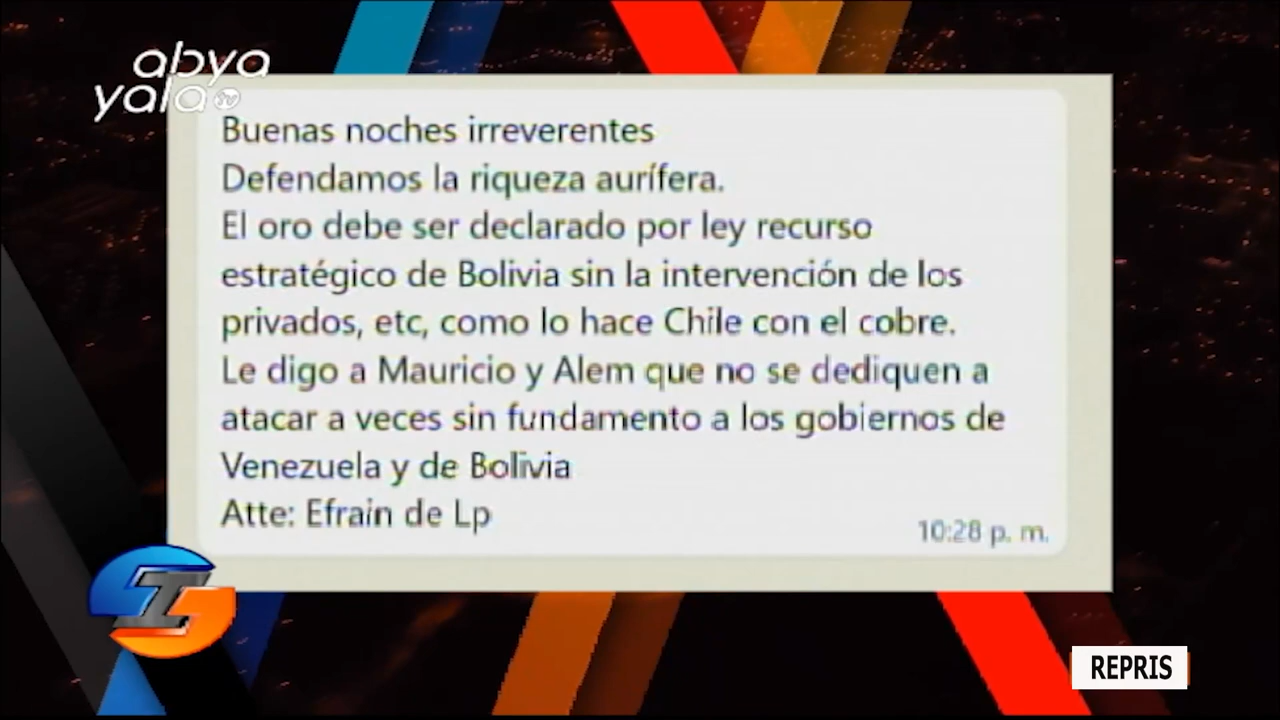 abya
yala tv
Buenas noches irreverentes
Defendamos la riqueza aurífera.
El oro debe ser declarado por ley recurso
estratégico de Bolivia sin la intervención de los
privados, etc, como lo hace Chile con el cobre.
Le digo a Mauricio y Alem que no se dediquen a
atacar a veces sin fundamento a los gobiernos de
Venezuela y de Bolivia
Atte: Efrain de Lp
10:28 p. m.
REPRIS